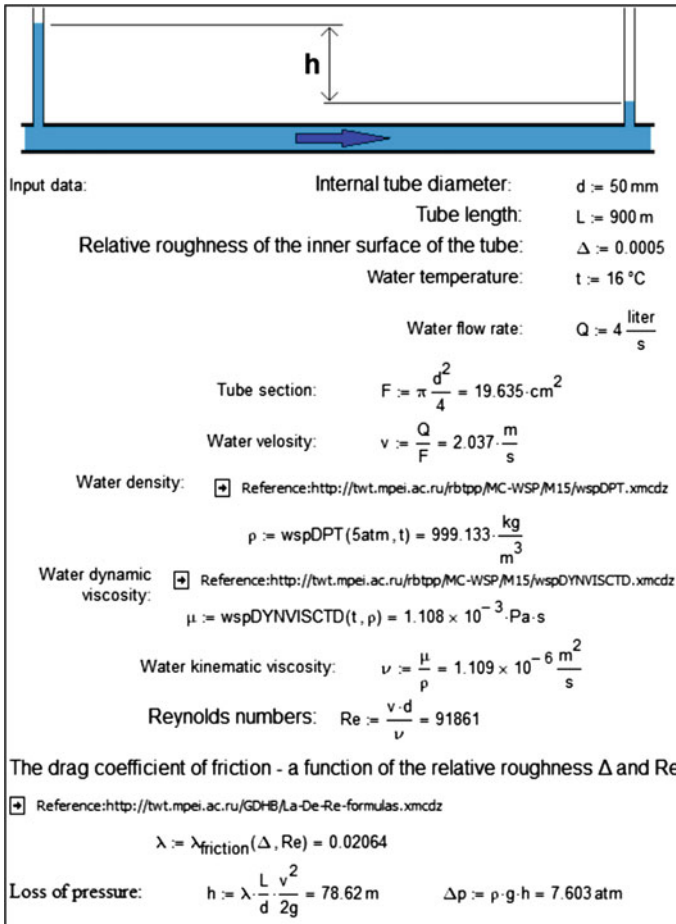 h
Input data: Internal tube diameter: d := 50 mm
Tube length: L := 900 m
Relative roughness of the inner surface of the tube: Δ := 0.0005
Water temperature: t := 16 °C
Water flow rate: Q := 4 liter/s
Tube section: F := π d²/4 = 19.635·cm²
Water velosity: v := Q/F = 2.037·m/s
Water density: Reference:http://twt.mpei.ac.ru/rbtpp/MC-WSP/M15/wspDPT.xmcdz
ρ := wspDPT(5atm, t) = 999.133·kg/m³
Water dynamic viscosity: Reference:http://twt.mpei.ac.ru/rbtpp/MC-WSP/M15/wspDYNVISCTD.xmcdz
μ := wspDYNVISCTD(t, ρ) = 1.108 × 10⁻³·Pa·s
Water kinematic viscosity: ν := μ/ρ = 1.109 × 10⁻⁶ m²/s
Reynolds numbers: Re := v·d/ν = 91861
The drag coefficient of friction - a function of the relative roughness Δ and Re
Reference:http://twt.mpei.ac.ru/GDHB/La-De-Re-formulas.xmcdz
λ := λfriction(Δ, Re) = 0.02064
Loss of pressure: h := λ·L/d·v²/2g = 78.62 m Δp := ρ·g·h = 7.603 atm